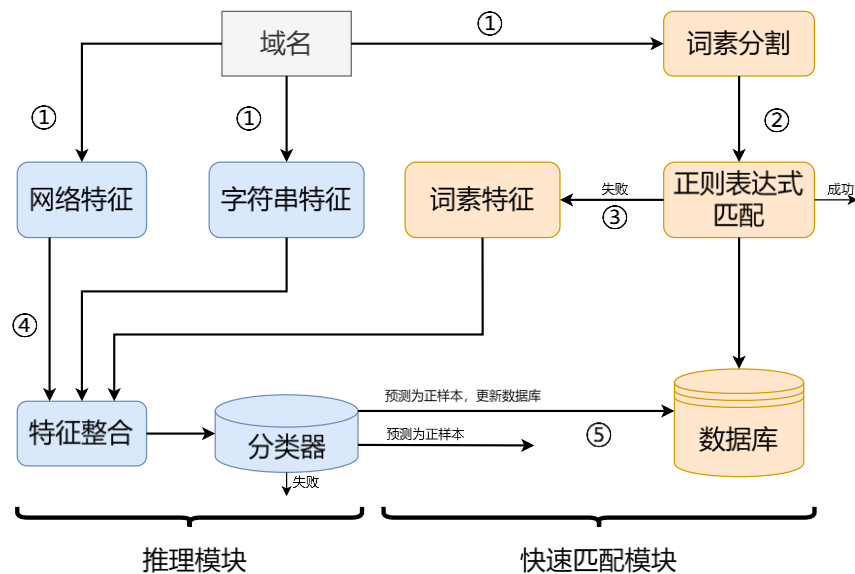 域名
①
词素分割
①
①
②
网络特征
字符串特征
词素特征
失败
③
正则表达式
匹配
成功
④
特征整合
分类器
预测为正样本，更新数据库
预测为正样本
⑤
数据库
失败
推理模块
快速匹配模块